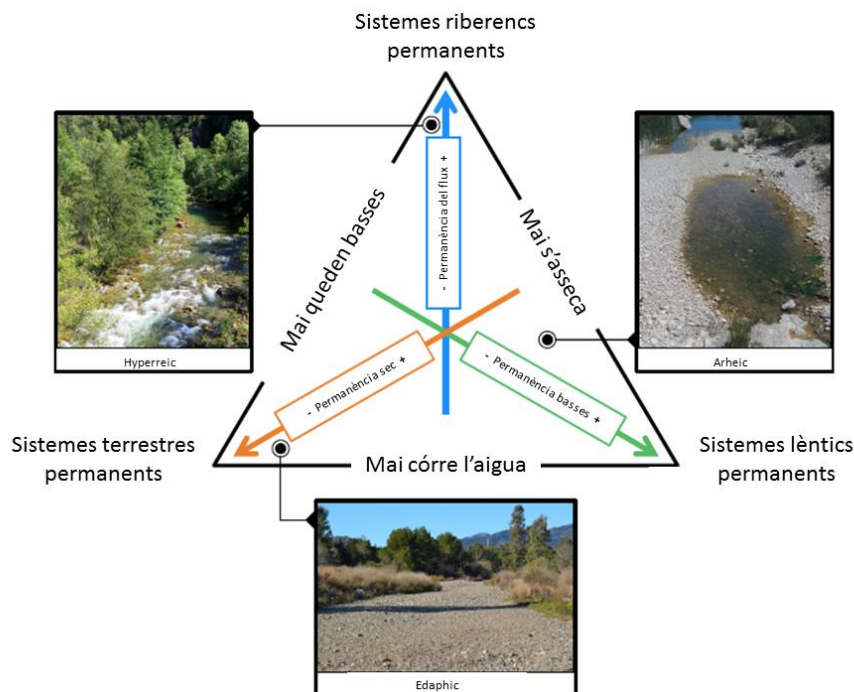 Sistemes riberencs
permanents
Mai queden basses
- Permanència del flux +
Mai s'asseca
Hyperreic
Arheic
- Permanència sec +
- Permanència basses +
Sistemes terrestres
permanents
Mai córre l'aigua
Sistemes lèntics
permanents
Edaphic